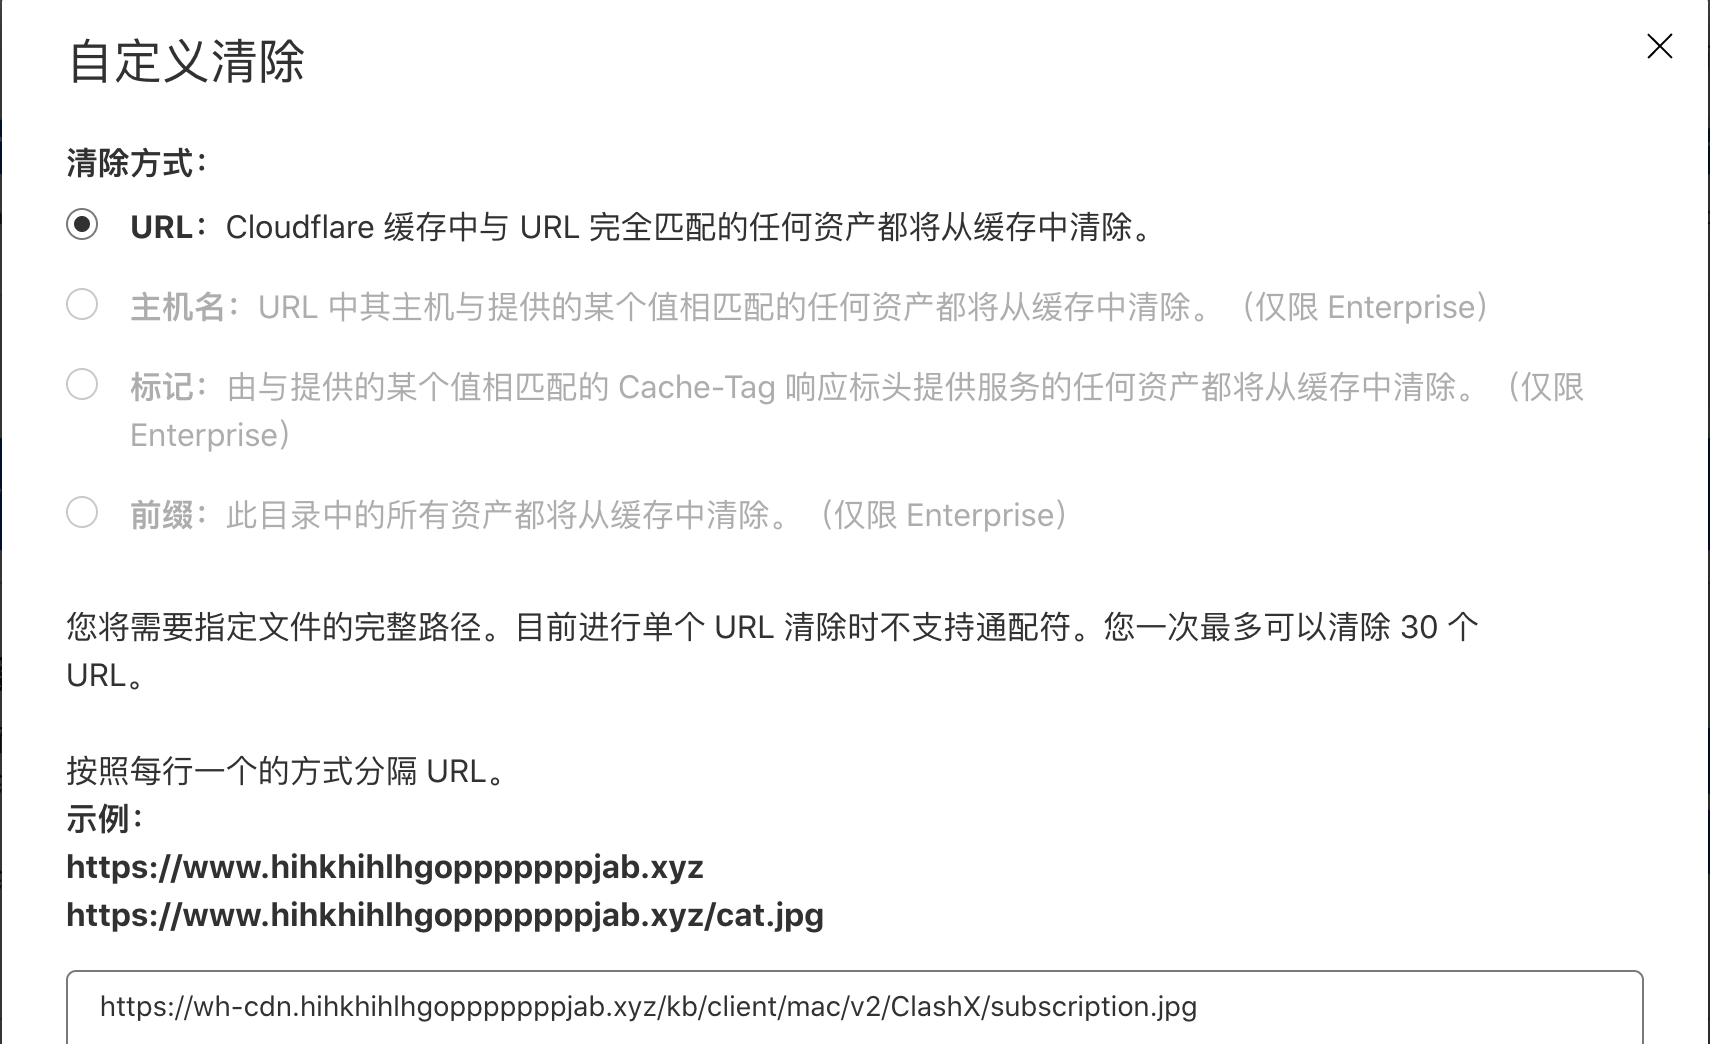 自定义清除
清除方式：
URL：Cloudflare 缓存中与 URL 完全匹配的任何资产都将从缓存中清除。
主机名：URL 中其主机与提供的某个值相匹配的任何资产都将从缓存中清除。（仅限 Enterprise）
标记：由与提供的某个值相匹配的 Cache-Tag 响应标头提供服务的任何资产都将从缓存中清除。（仅限
Enterprise）
前缀：此目录中的所有资产都将从缓存中清除。（仅限 Enterprise）
您将需要指定文件的完整路径。目前进行单个 URL 清除时不支持通配符。您一次最多可以清除 30 个
URL。
按照每行一个的方式分隔 URL。
示例：
https://www.hihkhihlhgopppppppjab.xyz
https://www.hihkhihlhgopppppppjab.xyz/cat.jpg
https://wh-cdn.hihkhihlhgopppppppjab.xyz/kb/client/mac/v2/ClashX/subscription.jpg